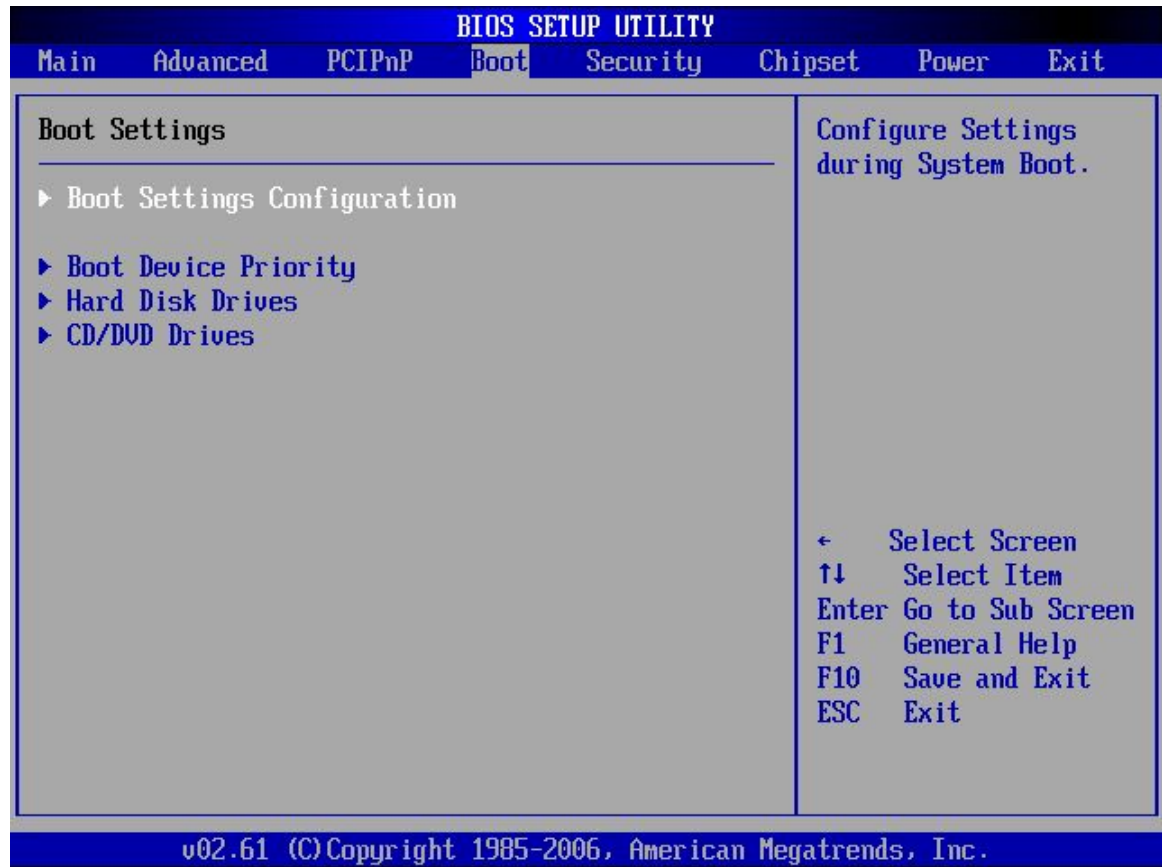 BIOS SETUP UTILITY
Main Advanced PCIPnP Boot Security Chipset Power Exit
Boot Settings
▶ Boot Settings Configuration
▶ Boot Device Priority
▶ Hard Disk Drives
▶ CD/DVD Drives
Configure Settings
during System Boot.
← Select Screen
↑↓ Select Item
Enter Go to Sub Screen
F1 General Help
F10 Save and Exit
ESC Exit
v02.61 (C)Copyright 1985-2006, American Megatrends, Inc.